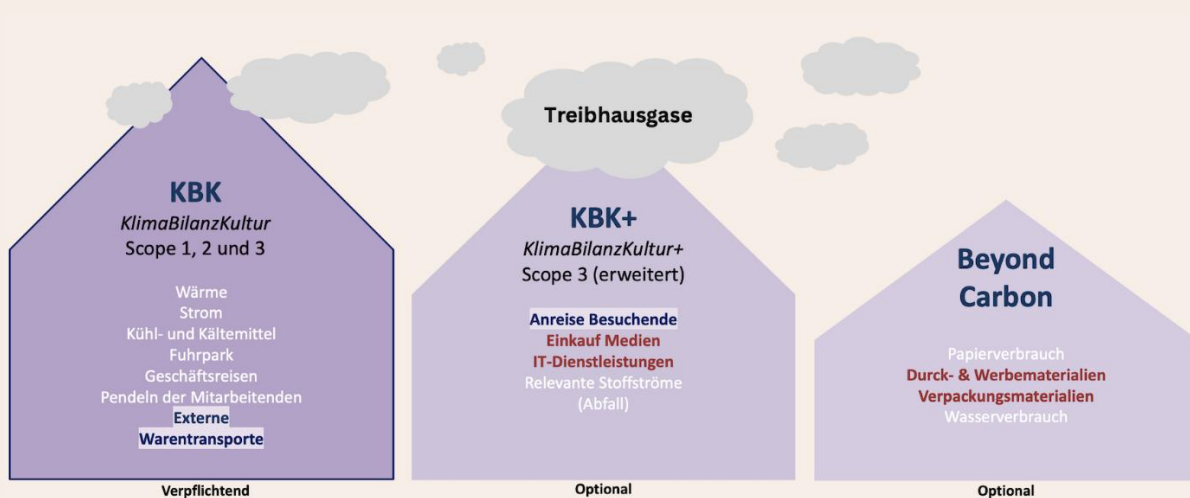 Treibhausgase
KBK
KlimaBilanzKultur
Scope 1, 2 und 3
Wärme
Strom
Kühl- und Kältemittel
Fuhrpark
Geschäftsreisen
Pendeln der Mitarbeitenden
Externe
Warentransporte
Verpflichtend
KBK+
KlimaBilanzKultur+
Scope 3 (erweitert)
Anreise Besuchende
Einkauf Medien
IT-Dienstleistungen
Relevante Stoffströme
(Abfall)
Optional
Beyond
Carbon
Papierverbrauch
Durck- & Werbematerialien
Verpackungsmaterialien
Wasserverbrauch
Optional